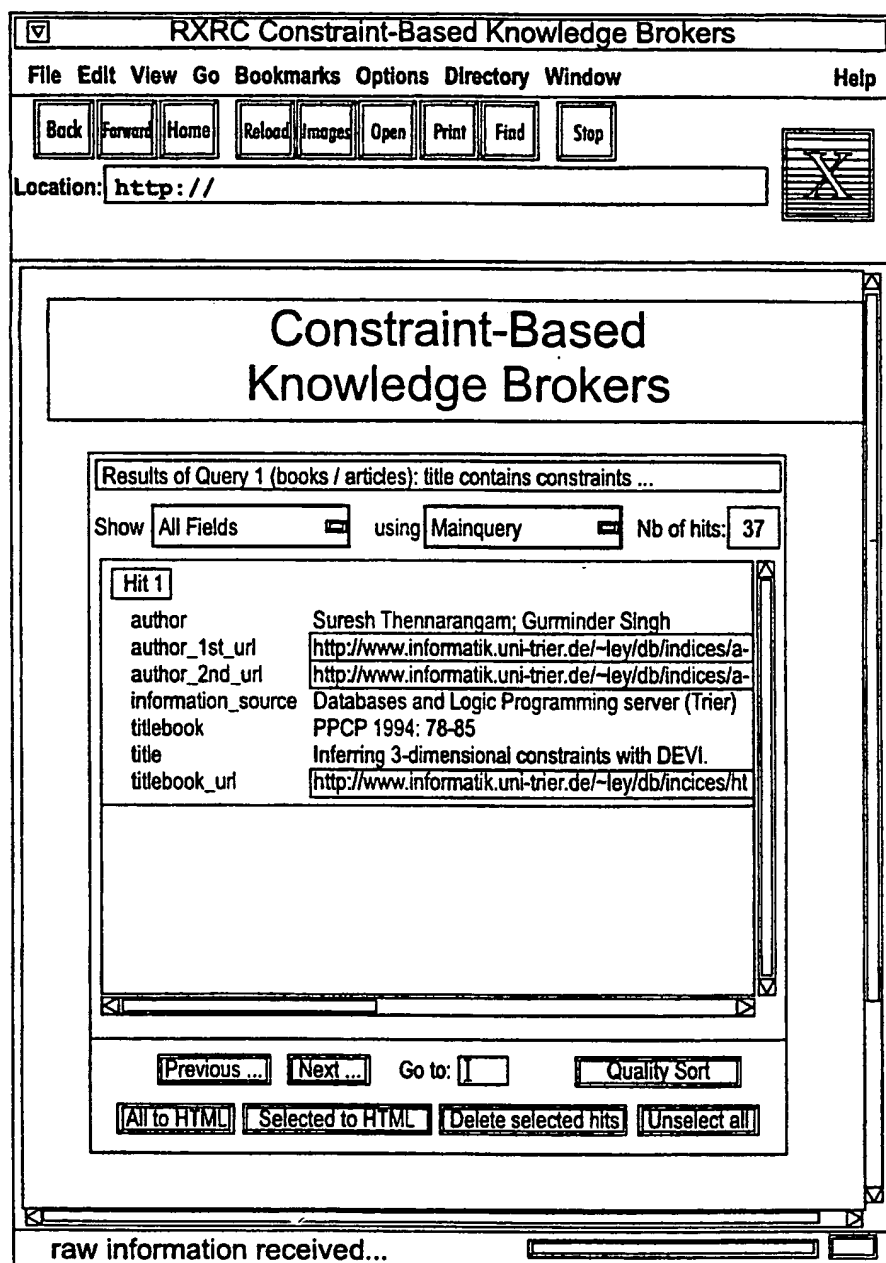 RXRC Constraint-Based Knowledge Brokers
File Edit View Go Bookmarks Options Directory Window Help
Back Forward Home Reload Images Open Print Find Stop
X
Location: http://
Constraint-Based
Knowledge Brokers
Results of Query 1 (books / articles): title contains constraints ...
Show All Fields using Mainquery Nb of hits: 37
Hit 1
author Suresh Thennarangam; Gurminder Singh
author_1st_url http://www.informatik.uni-trier.de/~ley/db/indices/a-
author_2nd_url http://www.informatik.uni-trier.de/~ley/db/indices/a-
information_source Databases and Logic Programming server (Trier)
titlebook PPCP 1994: 78-85
title Inferring 3-dimensional constraints with DEVI.
titlebook_url http://www.informatik.uni-trier.de/~ley/db/incices/ht
Previous ... Next ... Go to: Quality Sort
All to HTML Selected to HTML Delete selected hits Unselect all
raw information received...